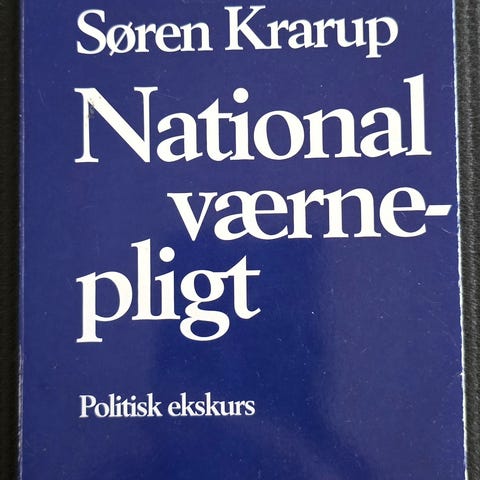 Søren Krarup
National
værne-
pligt
Politisk ekskurs